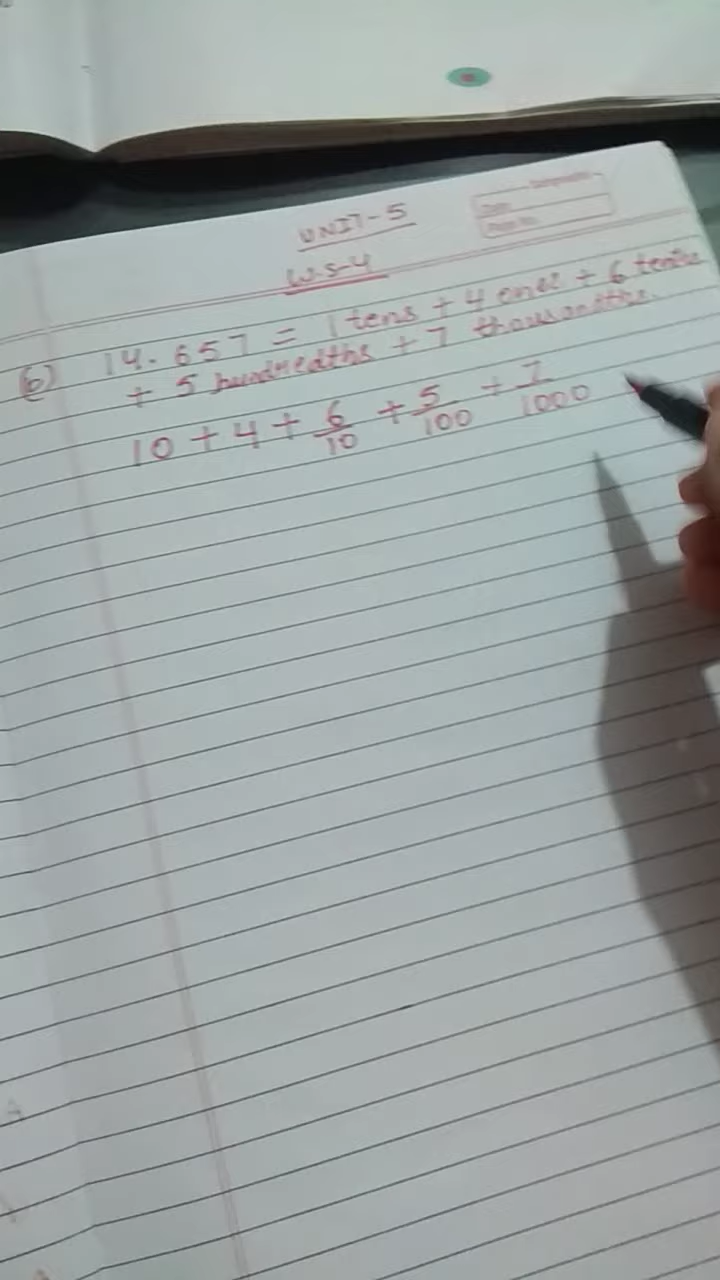 UNIT-5
W.S-4
(b) 14.657 = 1 tens + 4 ones + 6 tenths
+ 5 hundredths + 7 thousandths.
10 + 4 + 6/10 + 5/100 + 7/1000